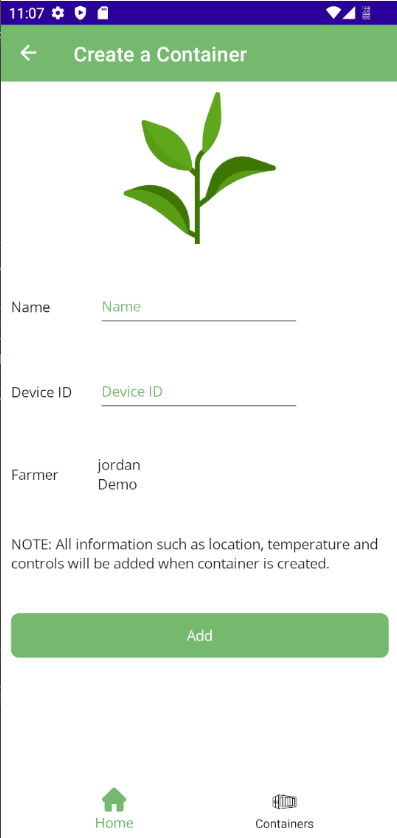 11:07
Create a Container
Name Name
Device ID Device ID
Farmer jordan
Demo
NOTE: All information such as location, temperature and
controls will be added when container is created.
Add
Home Containers